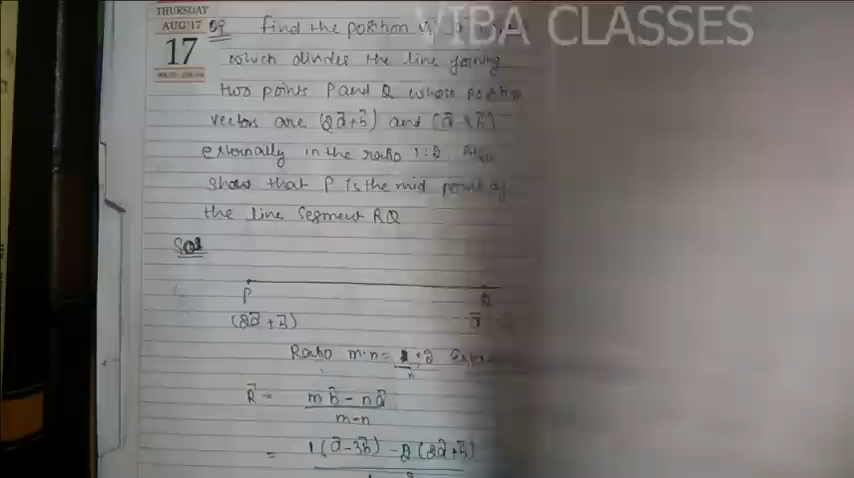 THURSDAY
AUG'17
17
VIBA CLASSES
Q9 find the position
which divides the line joining
two points P and Q whose position
vectors are (2a⃗+b⃗) and (a⃗-3b⃗)
externally in the ratio 1:2. Also
show that P is the mid point of
the line segment RQ
Sol
P
(2a⃗+b⃗) a⃗
Ratio m:n =
R⃗ = mb⃗ - na⃗
m-n
= 1(a⃗-3b⃗) - 2(2a⃗+b⃗)